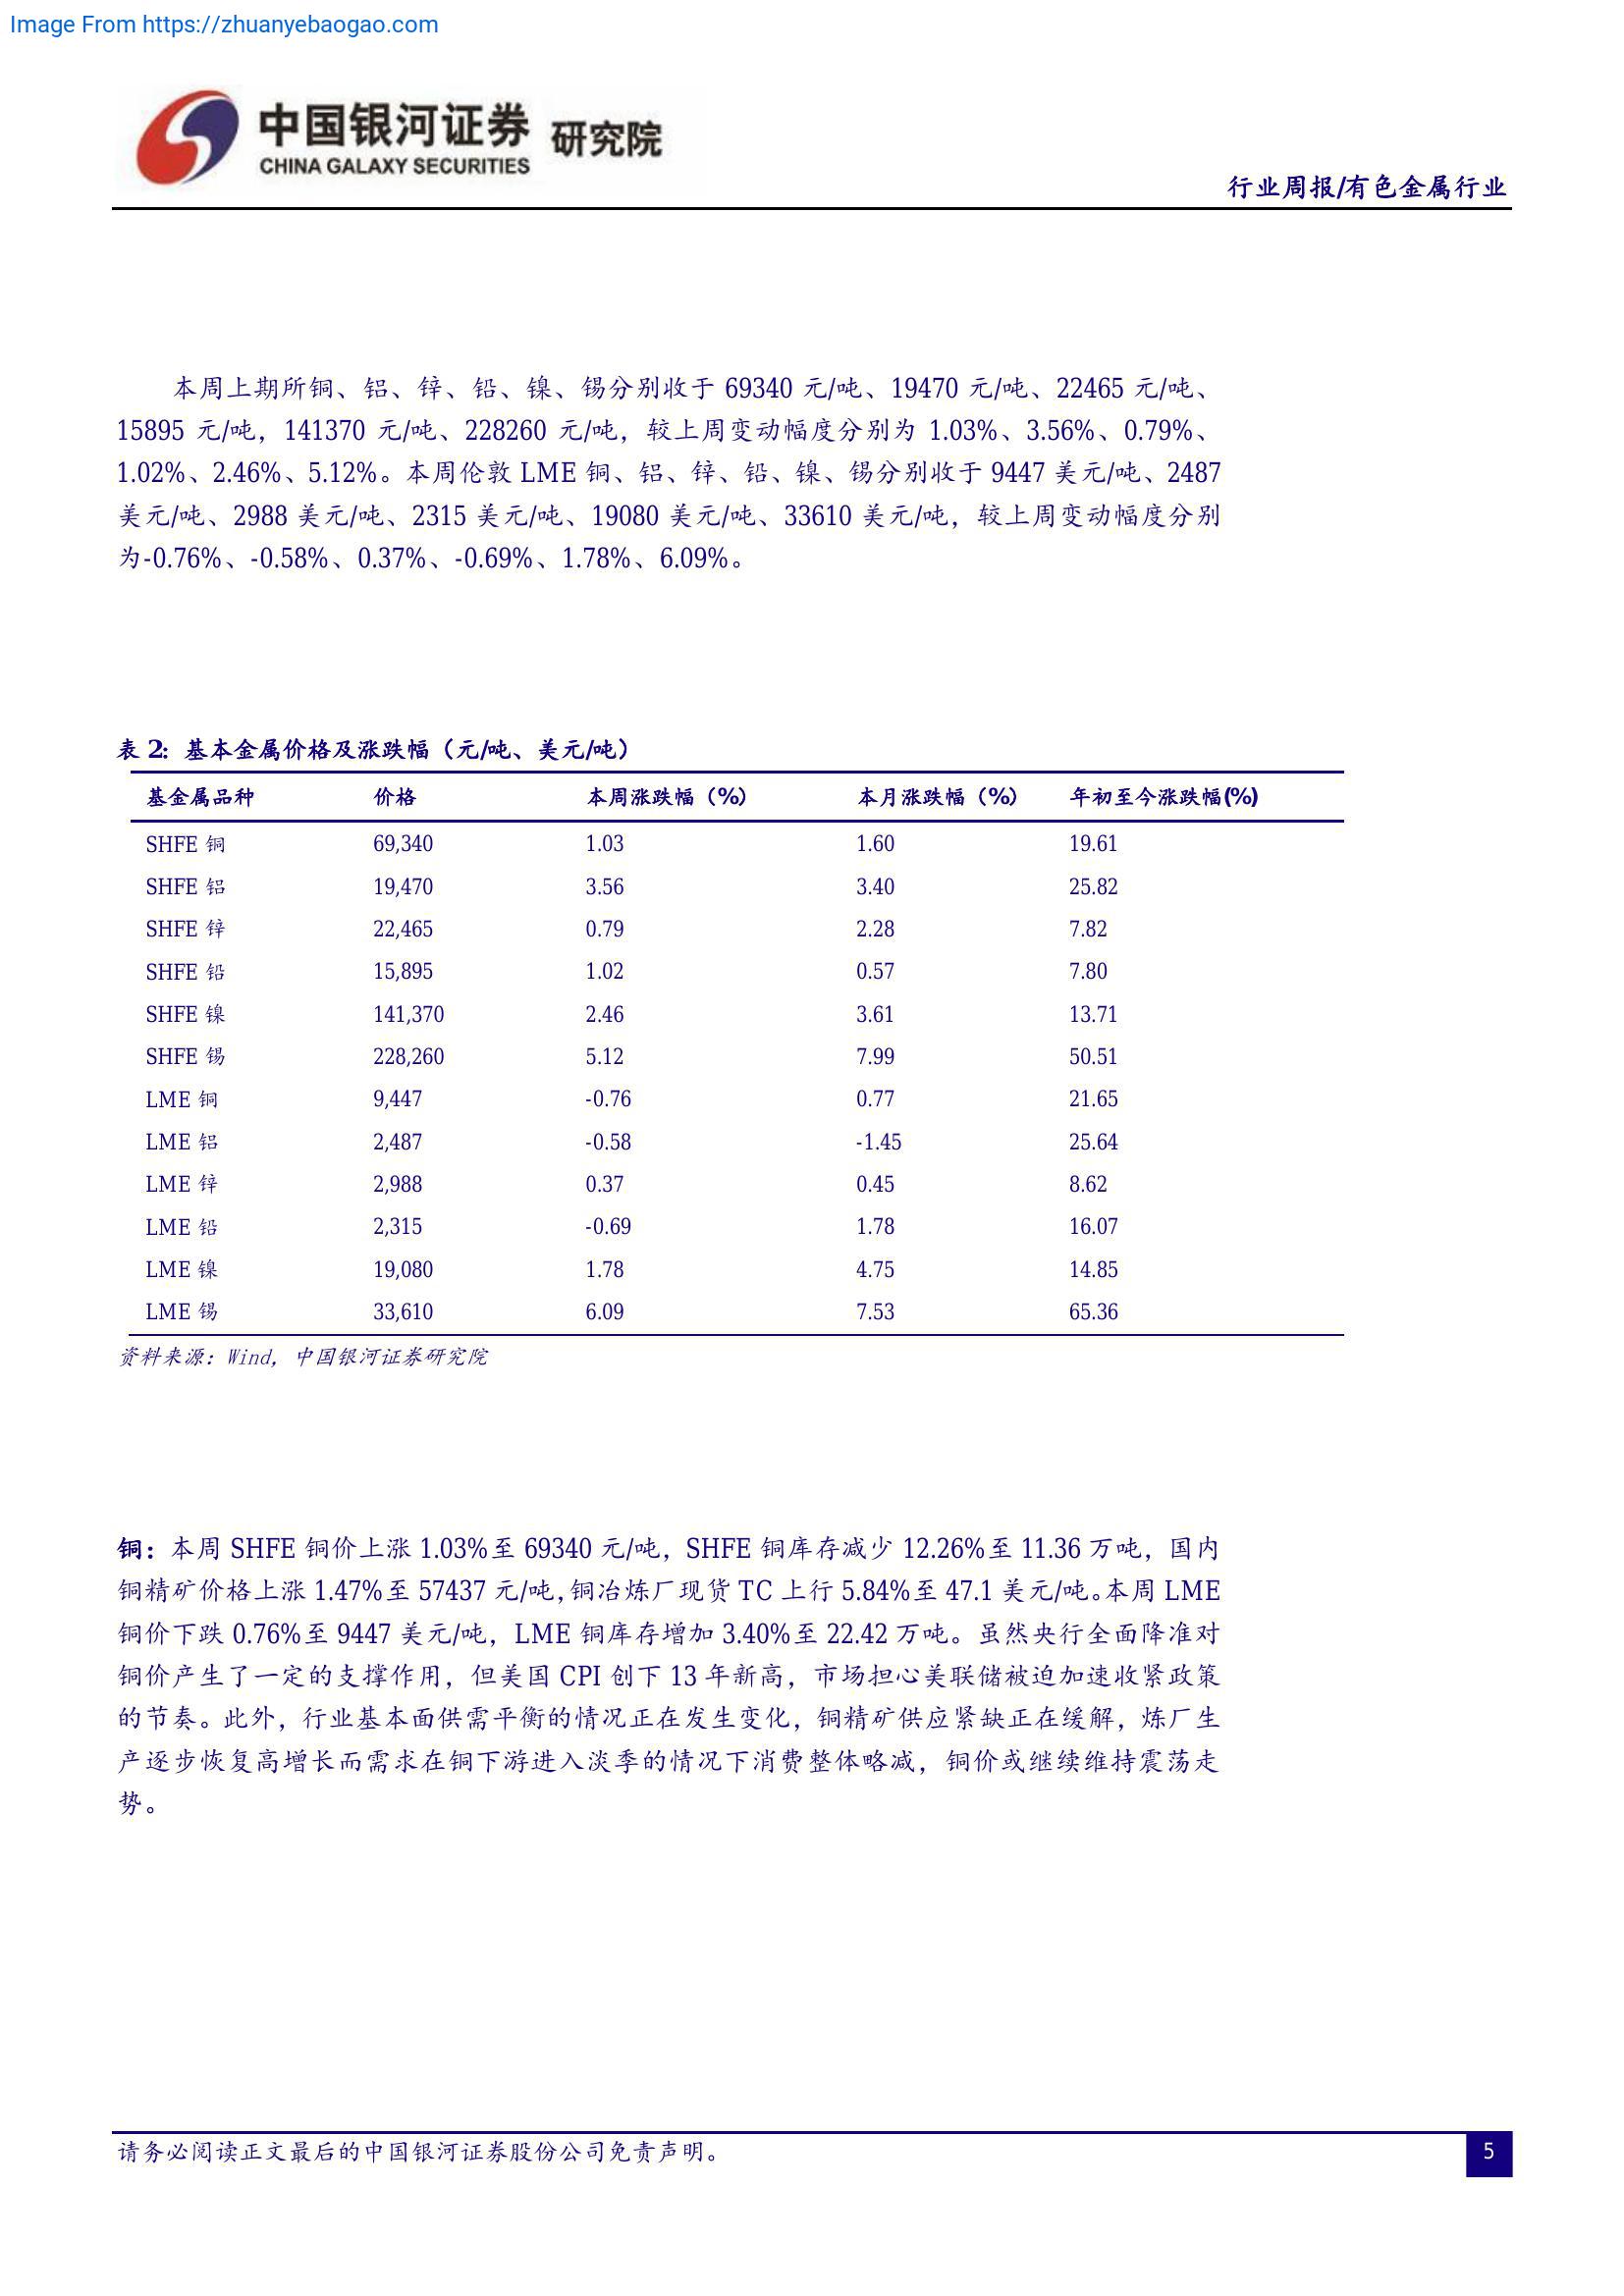 Image From https://zhuanyebaogao.com
中国银河证券 研究院
CHINA GALAXY SECURITIES
行业周报/有色金属行业
本周上期所铜、铝、锌、铅、镍、锡分别收于 69340 元/吨、19470 元/吨、22465 元/吨、
15895 元/吨，141370 元/吨、228260 元/吨，较上周变动幅度分别为 1.03%、3.56%、0.79%、
1.02%、2.46%、5.12%。本周伦敦 LME 铜、铝、锌、铅、镍、锡分别收于 9447 美元/吨、2487
美元/吨、2988 美元/吨、2315 美元/吨、19080 美元/吨、33610 美元/吨，较上周变动幅度分别
为-0.76%、-0.58%、0.37%、-0.69%、1.78%、6.09%。
表 2：基本金属价格及涨跌幅（元/吨、美元/吨）
基金属品种 价格 本周涨跌幅（%） 本月涨跌幅（%） 年初至今涨跌幅(%)
SHFE 铜 69,340 1.03 1.60 19.61
SHFE 铝 19,470 3.56 3.40 25.82
SHFE 锌 22,465 0.79 2.28 7.82
SHFE 铅 15,895 1.02 0.57 7.80
SHFE 镍 141,370 2.46 3.61 13.71
SHFE 锡 228,260 5.12 7.99 50.51
LME 铜 9,447 -0.76 0.77 21.65
LME 铝 2,487 -0.58 -1.45 25.64
LME 锌 2,988 0.37 0.45 8.62
LME 铅 2,315 -0.69 1.78 16.07
LME 镍 19,080 1.78 4.75 14.85
LME 锡 33,610 6.09 7.53 65.36
资料来源：Wind，中国银河证券研究院
铜：本周 SHFE 铜价上涨 1.03%至 69340 元/吨，SHFE 铜库存减少 12.26%至 11.36 万吨，国内
铜精矿价格上涨 1.47%至 57437 元/吨，铜冶炼厂现货 TC 上行 5.84%至 47.1 美元/吨。本周 LME
铜价下跌 0.76%至 9447 美元/吨，LME 铜库存增加 3.40%至 22.42 万吨。虽然央行全面降准对
铜价产生了一定的支撑作用，但美国 CPI 创下 13 年新高，市场担心美联储被迫加速收紧政策
的节奏。此外，行业基本面供需平衡的情况正在发生变化，铜精矿供应紧缺正在缓解，炼厂生
产逐步恢复高增长而需求在铜下游进入淡季的情况下消费整体略减，铜价或继续维持震荡走
势。
请务必阅读正文最后的中国银河证券股份公司免责声明。
5